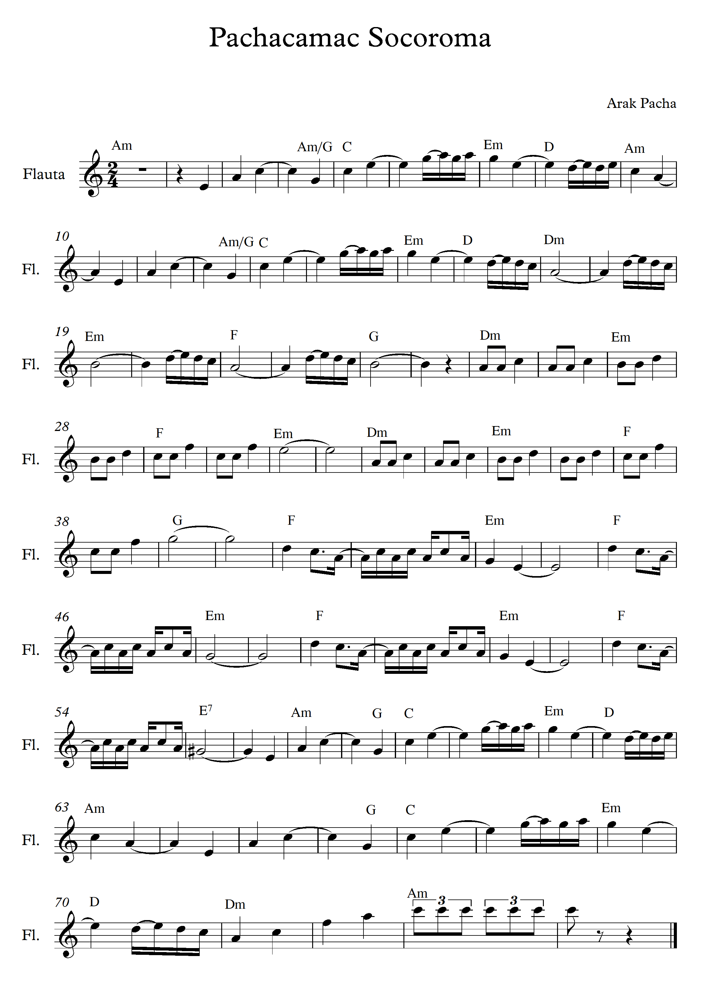 Pachacamac Socoroma
Arak Pacha
Am Am/G C Em D Am
Flauta
2
4
10 Am/G C Em D Dm
Fl.
19 Em F G Dm Em
Fl.
28 F Em Dm Em F
Fl.
38 G F Em F
Fl.
46 Em F Em F
Fl.
54 E7 Am G C Em D
Fl.
63 Am G C Em
Fl.
70 D Dm Am 3 3
Fl.